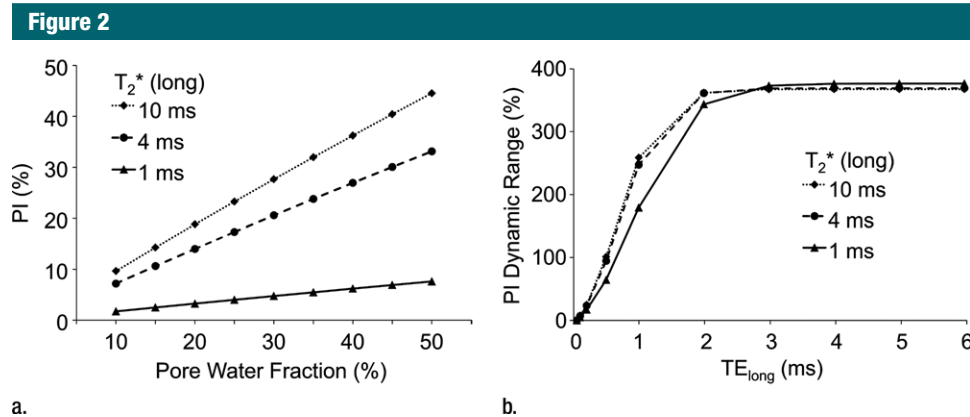 Figure 2
50
40
30
20
10
0
PI (%)
T2* (long)
10 ms
4 ms
1 ms
10 20 30 40 50
Pore Water Fraction (%)
a.
400
300
200
100
0
PI Dynamic Range (%)
T2* (long)
10 ms
4 ms
1 ms
0 1 2 3 4 5 6
TElong (ms)
b.